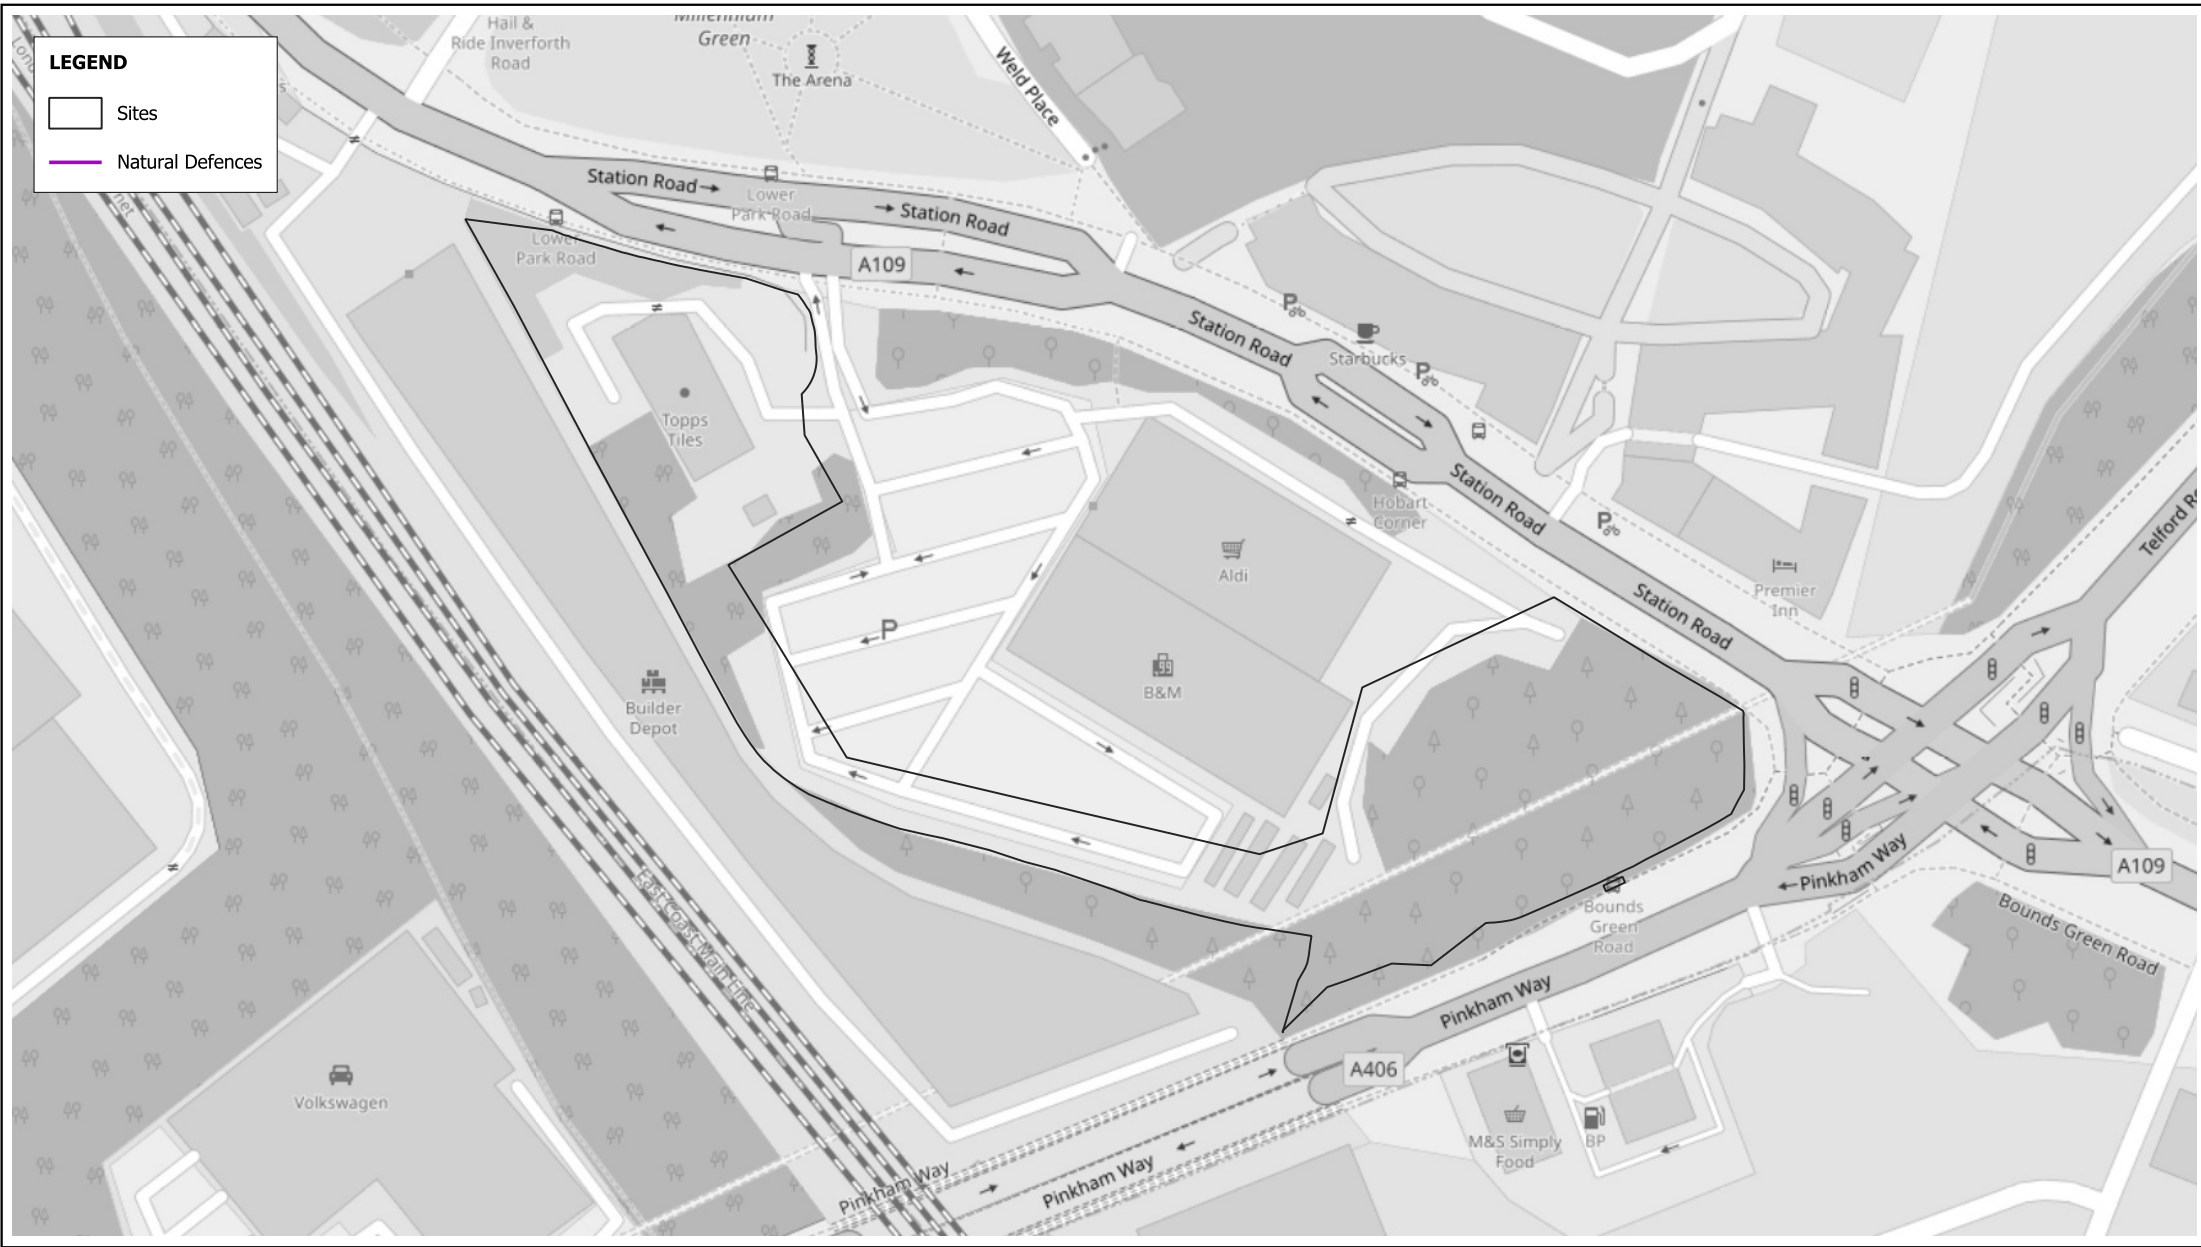 LEGEND
Sites
Natural Defences
Hail &
Ride Inverforth
Road
Millennium
Green
The Arena
Weld Place
Station Road
Lower
Park Road
Station Road
Lower
Park Road
A109
Station Road
Starbucks
Topps
Tiles
Station Road
Hobart
Corner
Telford R
Aldi
Premier
Inn
Station Road
P
B&M
Builder
Depot
Pinkham Way
A109
East Coast Main Line
Bounds
Green
Road
Bounds Green Road
Pinkham Way
A406
Volkswagen
M&S Simply
Food
BP
Pinkham Way
Pinkham Way